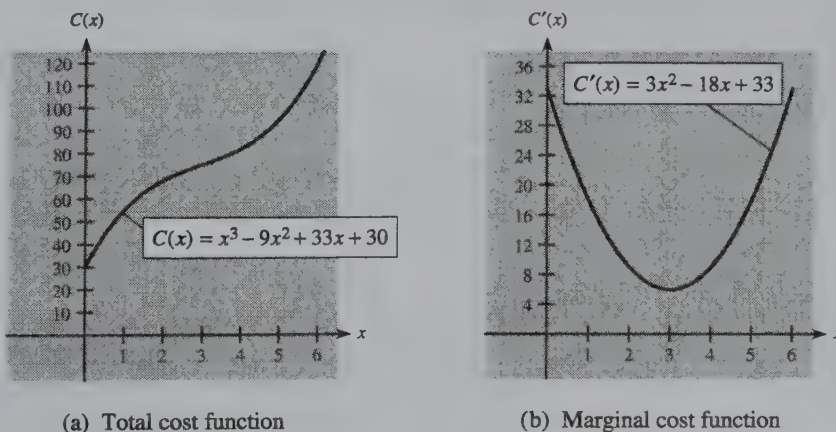 C(x)
120
110
100
90
80
70
60
50
40
30
20
10
C(x) = x³ − 9x² + 33x + 30
1 2 3 4 5 6
x
(a) Total cost function
C′(x)
36
32
28
24
20
16
12
8
4
C′(x) = 3x² − 18x + 33
1 2 3 4 5 6
(b) Marginal cost function